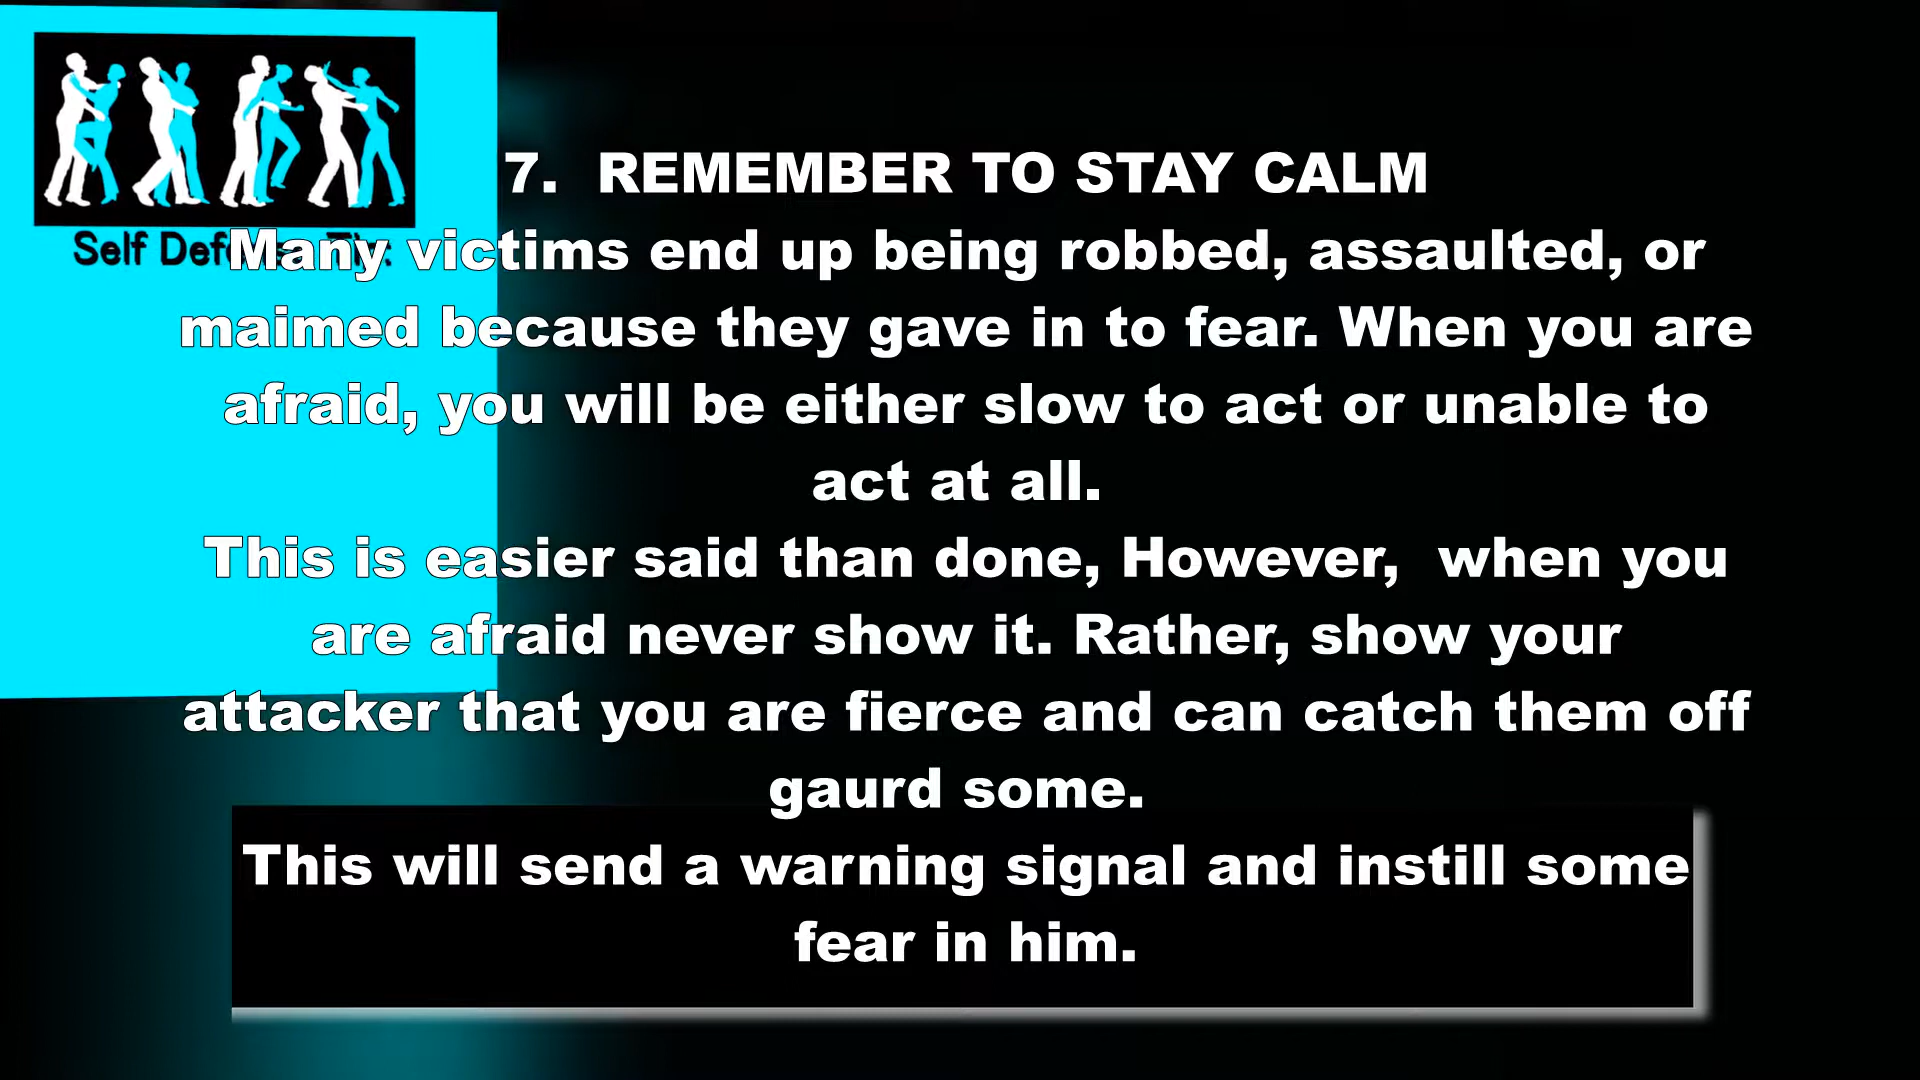 7. REMEMBER TO STAY CALM
Self Def
Many victims end up being robbed, assaulted, or
maimed because they gave in to fear. When you are
afraid, you will be either slow to act or unable to
act at all.
This is easier said than done, However, when you
are afraid never show it. Rather, show your
attacker that you are fierce and can catch them off
gaurd some.
This will send a warning signal and instill some
fear in him.